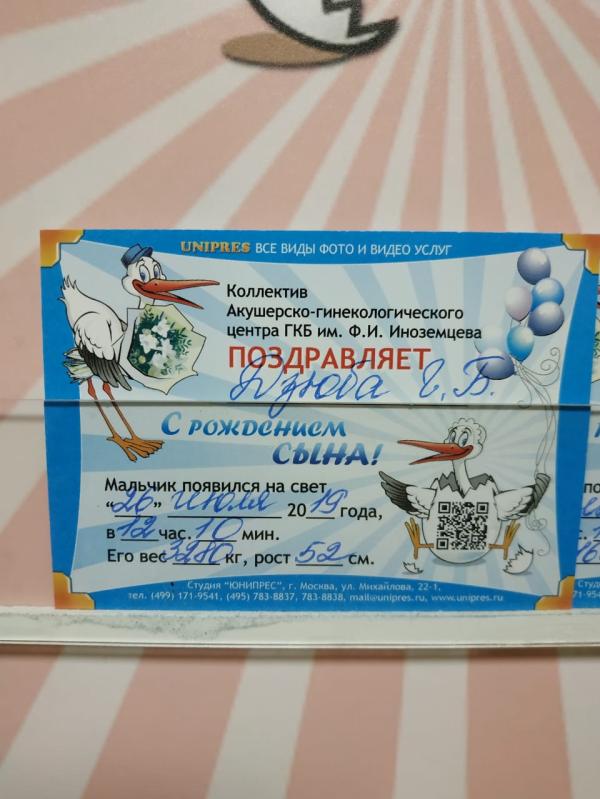 UNIPRES ВСЕ ВИДЫ ФОТО И ВИДЕО УСЛУГ
Коллектив
Акушерско-гинекологического
центра ГКБ им. Ф.И. Иноземцева
ПОЗДРАВЛЯЕТ
Дзюба Г.Б.
С РОЖДЕНИЕМ
СЫНА!
Мальчик появился на свет
"26" июля 2019 года,
в 12 час. 10 мин.
Его вес 3280 кг, рост 52 см.
Студия "ЮНИПРЕС", г. Москва, ул. Михайлова, 22-1,
тел. (499) 171-9541, (495) 783-8837, 783-8838, mail@unipres.ru, www.unipres.ru